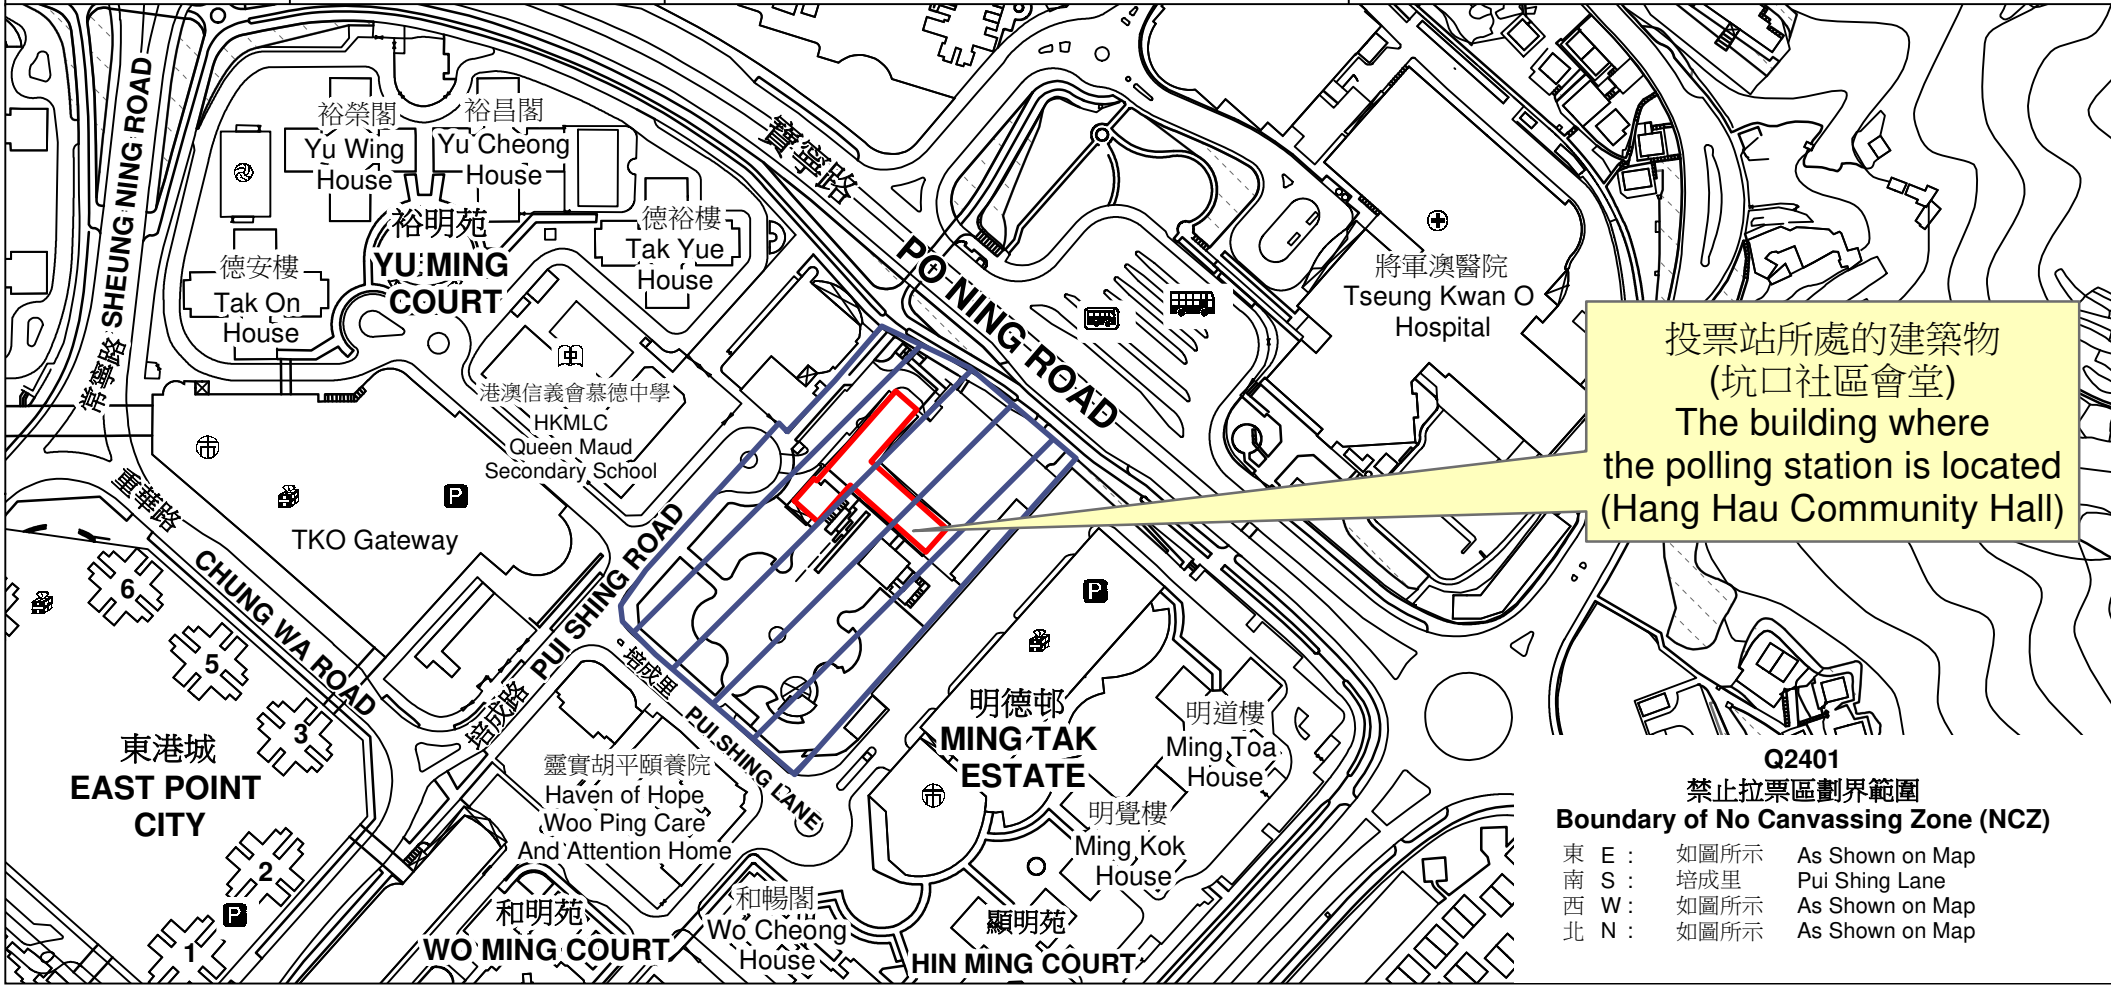 常寧路 SHEUNG NING ROAD
裕榮閣
Yu Wing
House
裕昌閣
Yu Cheong
House
裕明苑
YU MING
COURT
德裕樓
Tak Yue
House
德安樓
Tak On
House
寶寧路
PO NING ROAD
將軍澳醫院
Tseung Kwan O
Hospital
中
港澳信義會慕德中學
HKMLC
Queen Maud
Secondary School
投票站所處的建築物
(坑口社區會堂)
The building where
the polling station is located
(Hang Hau Community Hall)
市
P
TKO Gateway
重華路
CHUNG WA ROAD
培成路 PUI SHING ROAD
培成里
PUI SHING LANE
6
5
3
2
1
P
東港城
EAST POINT
CITY
靈實胡平頤養院
Haven of Hope
Woo Ping Care
And Attention Home
P
明德邨
MING TAK
ESTATE
市
明道樓
Ming Toa
House
明覺樓
Ming Kok
House
和明苑
WO MING COURT
和暢閣
Wo Cheong
House
顯明苑
HIN MING COURT
Q2401
禁止拉票區劃界範圍
Boundary of No Canvassing Zone (NCZ)
東 E : 如圖所示 As Shown on Map
南 S : 培成里 Pui Shing Lane
西 W : 如圖所示 As Shown on Map
北 N : 如圖所示 As Shown on Map